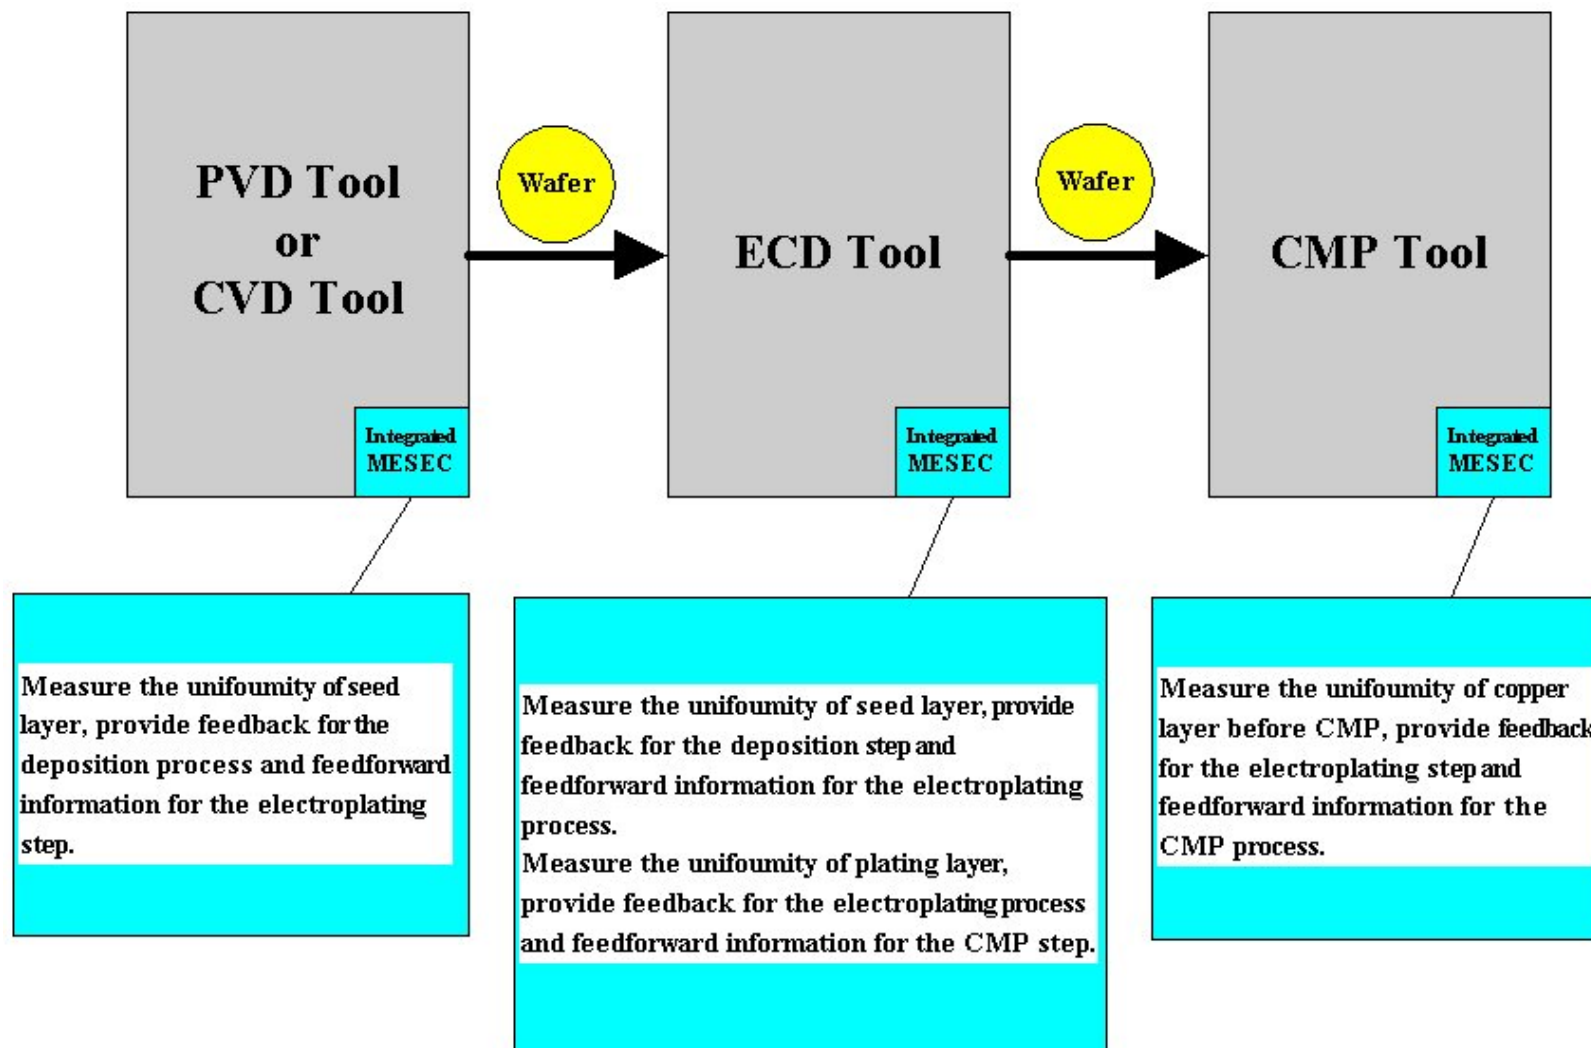 PVD Tool
or
CVD Tool
Wafer
ECD Tool
Wafer
CMP Tool
Integrated
MESEC
Integrated
MESEC
Integrated
MESEC
Measure the unifoumity of seed
layer, provide feedback for the
deposition process and feedforward
information for the electroplating
step.
Measure the unifoumity of seed layer, provide
feedback for the deposition step and
feedforward information for the electroplating
process.
Measure the unifoumity of plating layer,
provide feedback for the electroplating process
and feedforward information for the CMP step.
Measure the unifoumity of copper
layer before CMP, provide feedback
for the electroplating step and
feedforward information for the
CMP process.